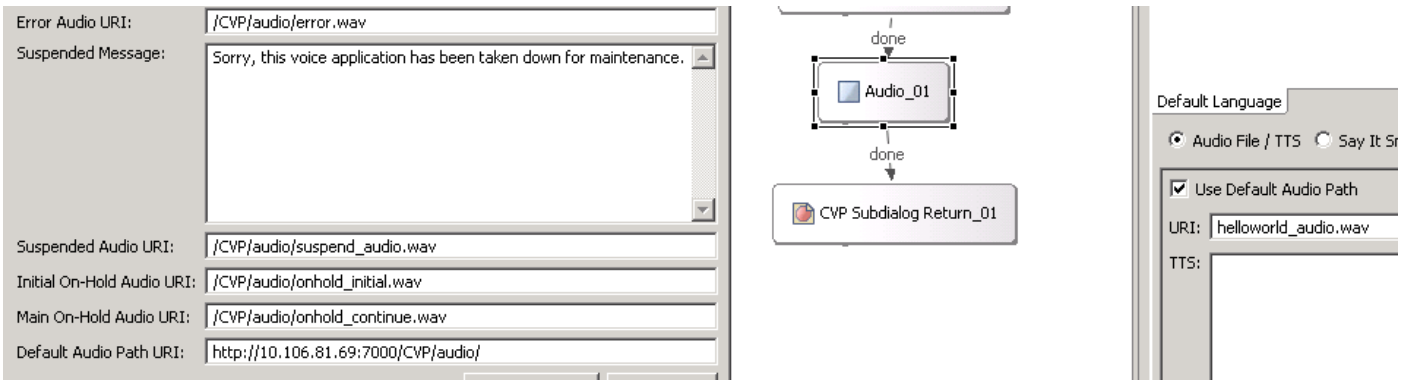 Error Audio URI: /CVP/audio/error.wav
Suspended Message: Sorry, this voice application has been taken down for maintenance.
Suspended Audio URI: /CVP/audio/suspend_audio.wav
Initial On-Hold Audio URI: /CVP/audio/onhold_initial.wav
Main On-Hold Audio URI: /CVP/audio/onhold_continue.wav
Default Audio Path URI: http://10.106.81.69:7000/CVP/audio/
done
Audio_01
done
CVP Subdialog Return_01
Default Language
Audio File / TTS Say It
Use Default Audio Path
URI: helloworld_audio.wav
TTS: